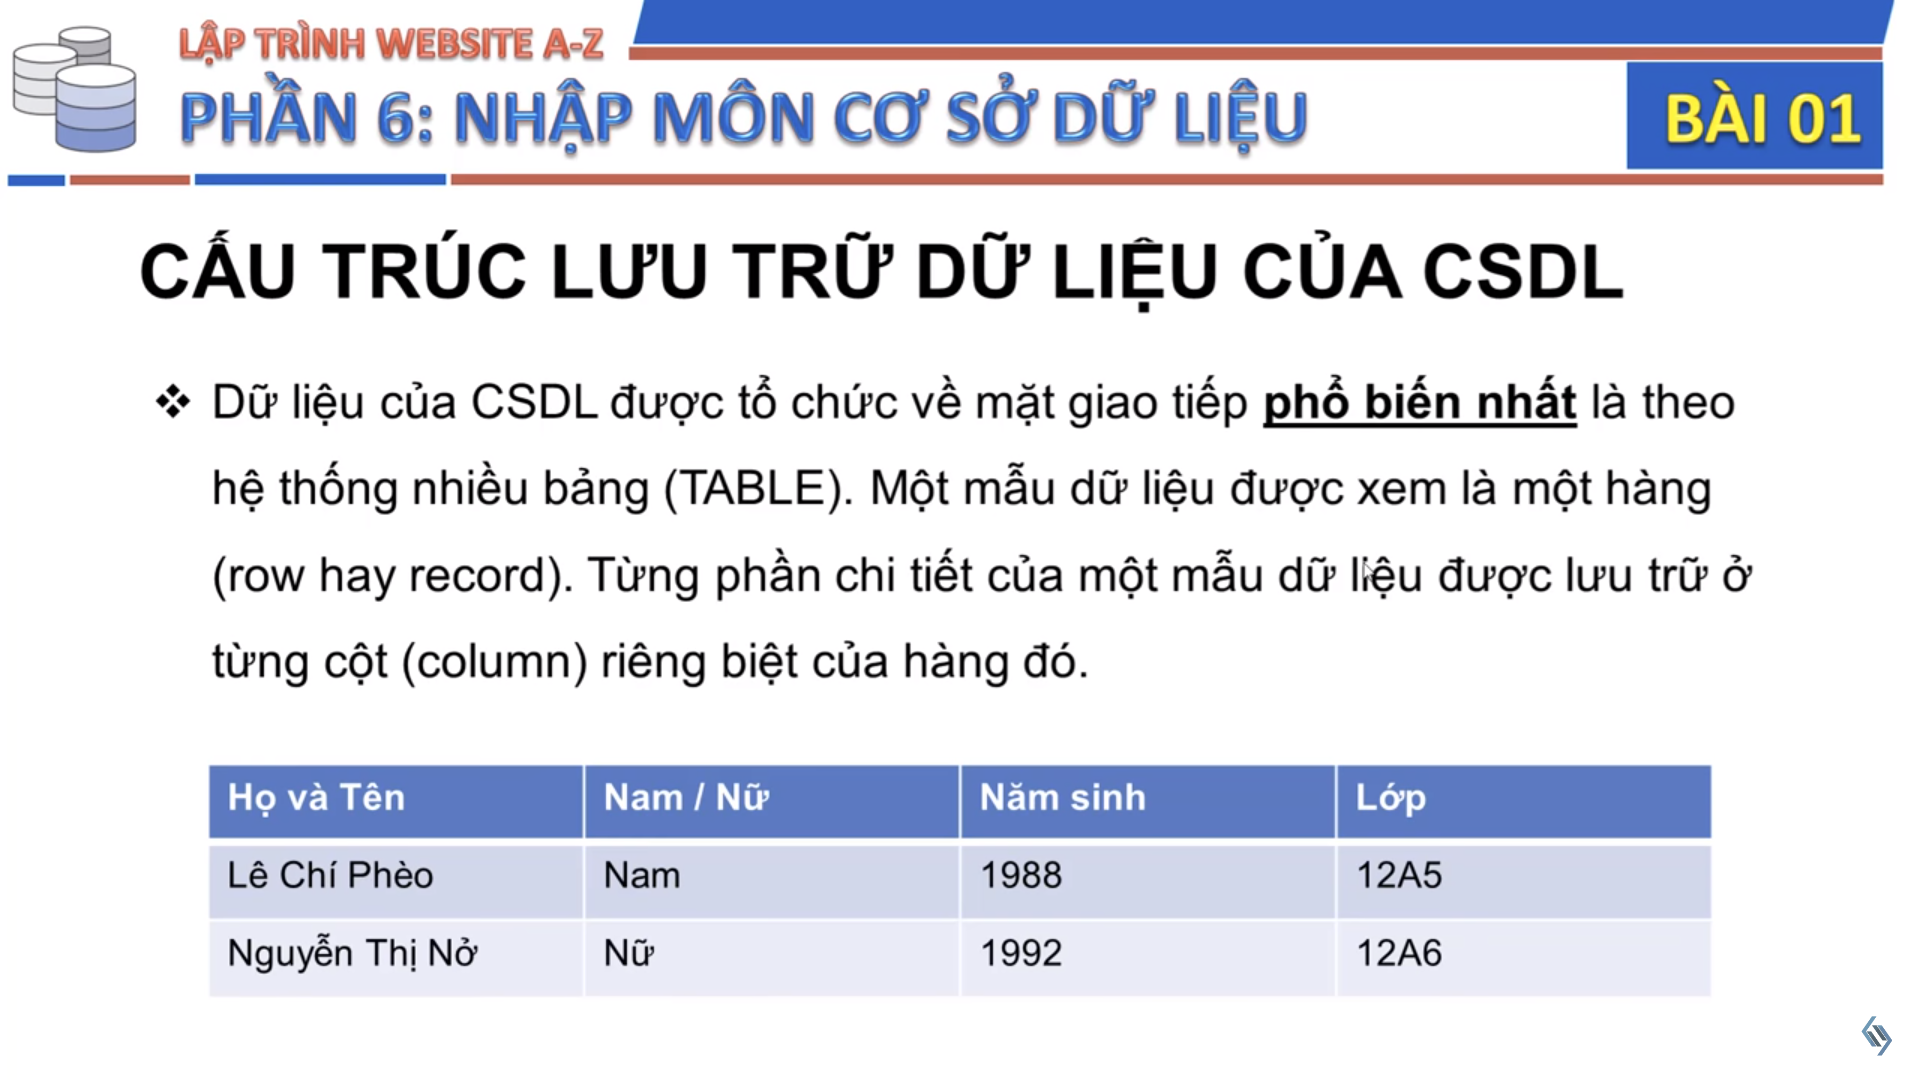 LẬP TRÌNH WEBSITE A-Z
PHẦN 6: NHẬP MÔN CƠ SỞ DỮ LIỆU
BÀI 01
CẤU TRÚC LƯU TRỮ DỮ LIỆU CỦA CSDL
❖ Dữ liệu của CSDL được tổ chức về mặt giao tiếp phổ biến nhất là theo
hệ thống nhiều bảng (TABLE). Một mẫu dữ liệu được xem là một hàng
(row hay record). Từng phần chi tiết của một mẫu dữ liệu được lưu trữ ở
từng cột (column) riêng biệt của hàng đó.
Họ và Tên Nam / Nữ Năm sinh Lớp
Lê Chí Phèo Nam 1988 12A5
Nguyễn Thị Nở Nữ 1992 12A6